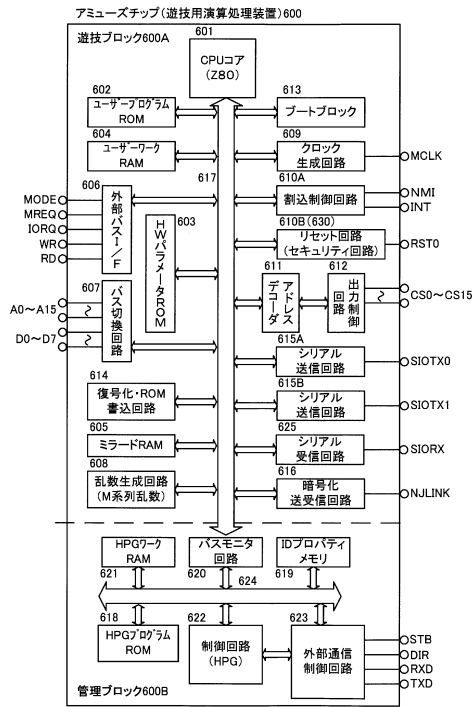 アミューズチップ(遊技用演算処理装置)600
遊技ブロック600A
601
CPUコア
(Z80)
602
ユーザープログラム
ROM
613
ブートブロック
604
ユーザーワーク
RAM
609
クロック
生成回路
MCLK
617
606
外部バスI/F
MODE
MREQ
IORQ
WR
RD
603
HWパラメータROM
610A
割込制御回路
NMI
INT
610B(630)
リセット回路
(セキュリティ回路)
RST0
607
バス切換回路
A0～A15
D0～D7
611
アドレスデコーダ
612
出力制御回路
CS0～CS15
615A
シリアル
送信回路
SIOTX0
614
復号化・ROM
書込回路
615B
シリアル
送信回路
SIOTX1
605
ミラードRAM
625
シリアル
受信回路
SIORX
608
乱数生成回路
(M系列乱数)
616
暗号化
送受信回路
NJLINK
HPGワーク
RAM
621
バスモニタ
回路
620
IDプロパティ
メモリ
619
624
618
HPGプログラム
ROM
622
制御回路
(HPG)
623
外部通信
制御回路
STB
DIR
RXD
TXD
管理ブロック600B